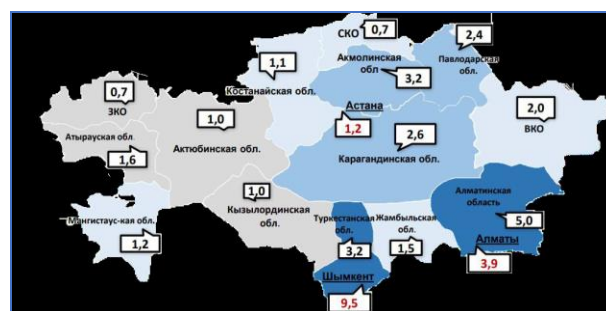 СКО
0,7
2,4
Павлодарская
обл.
Акмолинская
обл
3,2
1,1
Костанайская обл.
Астана
1,2
0,7
ЗКО
1,0
Актюбинская обл.
2,6
Карагандинская обл.
2,0
ВКО
Атырауская обл.
1,6
1,0
Кызылординская
обл.
Мангистаус-кая обл.
1,2
Туркестанская
обл.
3,2
Жамбыльская
обл.
1,5
Алматинская
область
5,0
Алматы
3,9
Шымкент
9,5